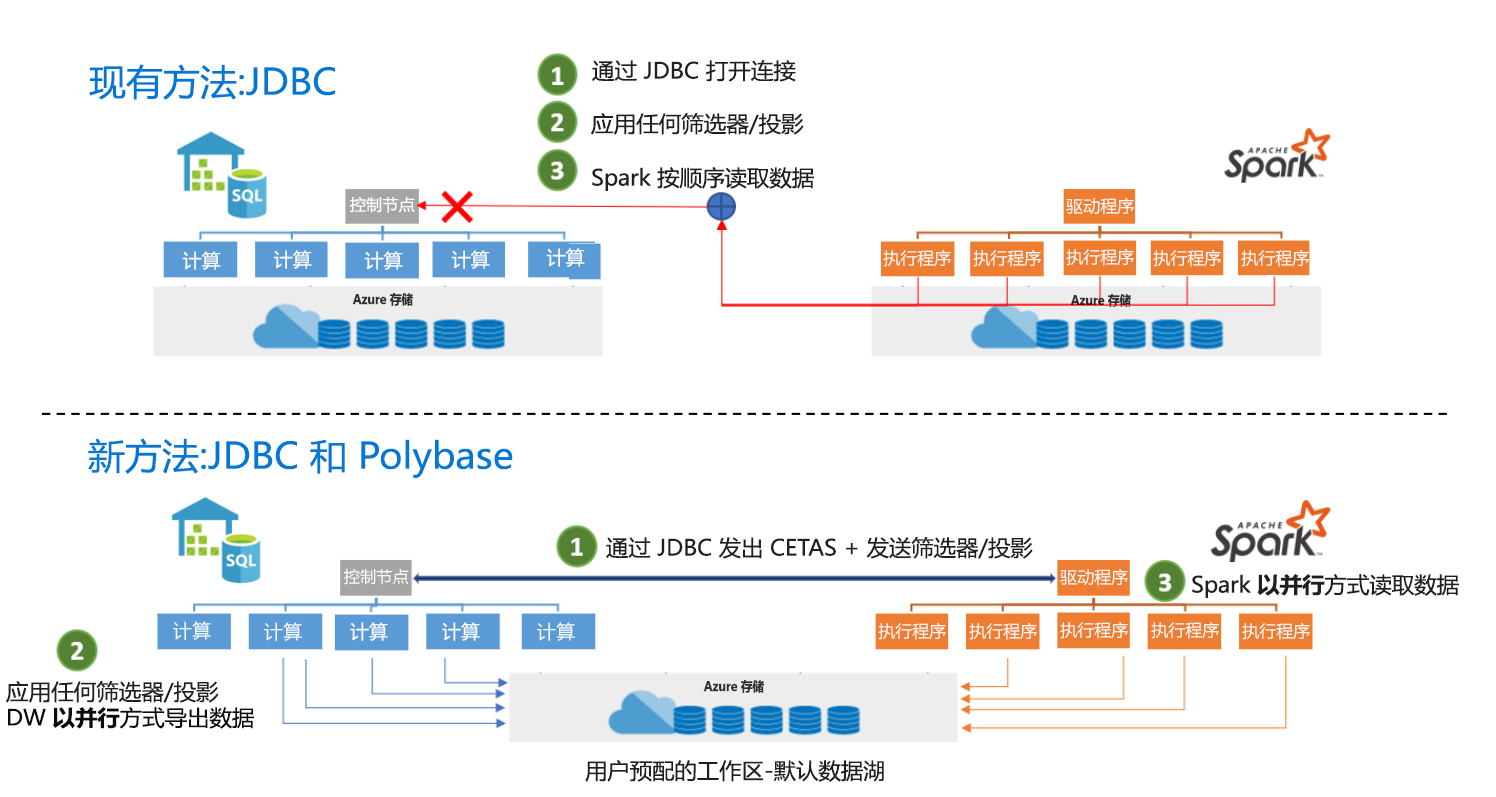 现有方法:JDBC
1 通过 JDBC 打开连接
2 应用任何筛选器/投影
3 Spark 按顺序读取数据
SQL
APACHE
Spark
控制节点
驱动程序
计算 计算 计算 计算 计算
执行程序 执行程序 执行程序 执行程序 执行程序
Azure 存储
Azure 存储
新方法:JDBC 和 Polybase
SQL
APACHE
Spark
1 通过 JDBC 发出 CETAS + 发送筛选器/投影
控制节点
驱动程序
3 Spark 以并行方式读取数据
计算 计算 计算 计算 计算
执行程序 执行程序 执行程序 执行程序 执行程序
2
应用任何筛选器/投影
DW 以并行方式导出数据
Azure 存储
用户预配的工作区-默认数据湖